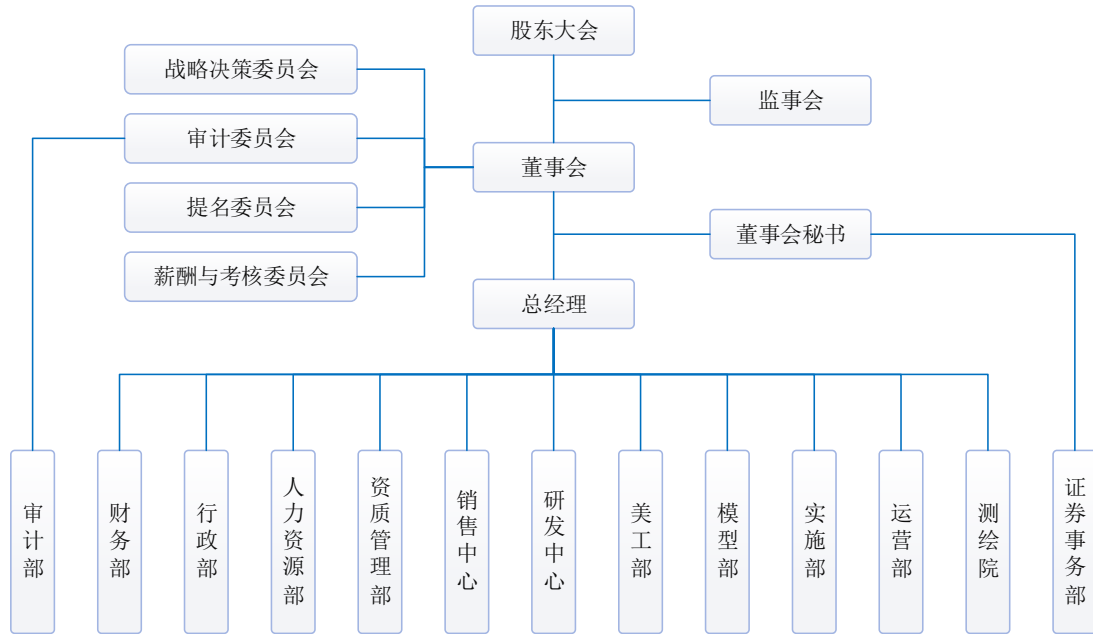 股东大会
战略决策委员会
监事会
审计委员会
董事会
提名委员会
董事会秘书
薪酬与考核委员会
总经理
审计部
财务部
行政部
人力资源部
资质管理部
销售中心
研发中心
美工部
模型部
实施部
运营部
测绘院
证券事务部